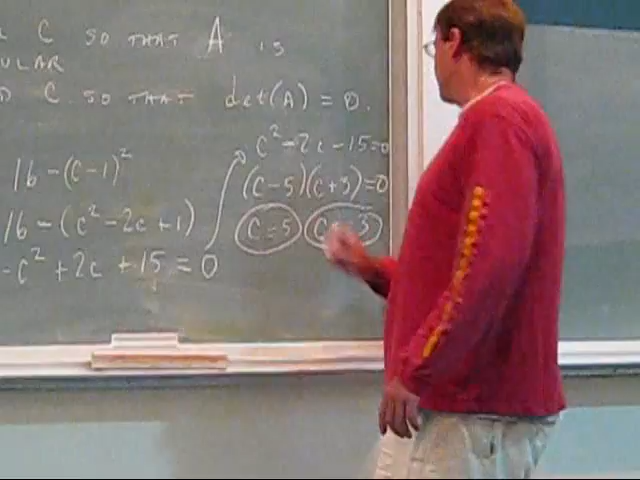 C SO THAT A IS
ULAR
D C. SO THAT det(A) = 0.
c² - 2c - 15 = 0
16 - (c - 1)²
(c - 5)(c + 3) = 0
16 - (c² - 2c + 1)
c = 5 c = -3
-c² + 2c + 15 = 0